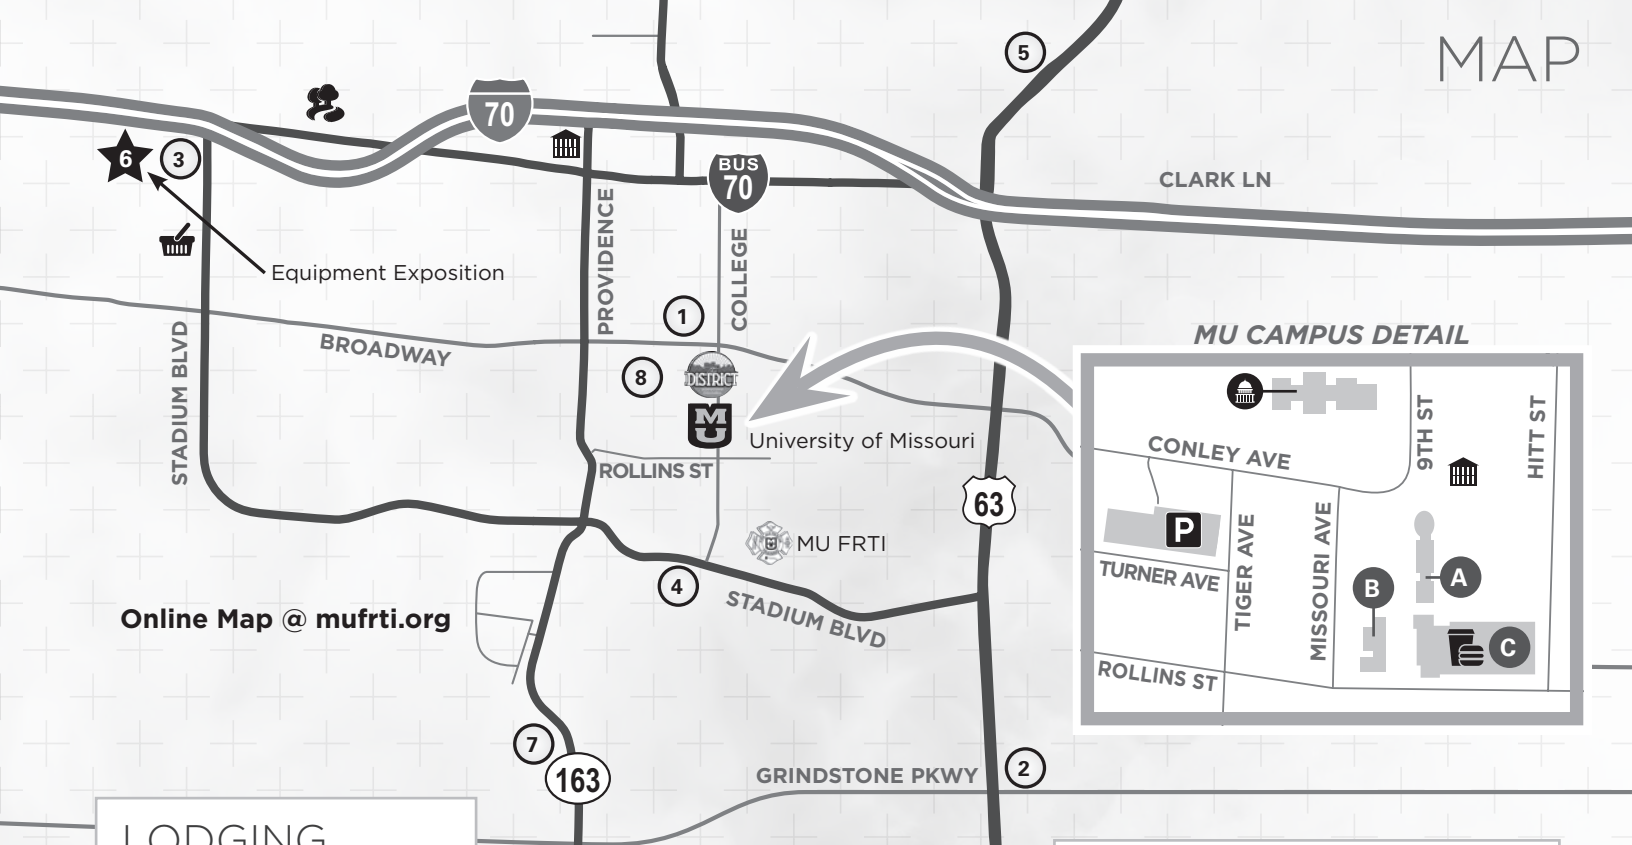 MAP
5
70
6
3
BUS
70
CLARK LN
PROVIDENCE
COLLEGE
Equipment Exposition
1
STADIUM BLVD
BROADWAY
MU CAMPUS DETAIL
8
DISTRICT
MU
University of Missouri
ROLLINS ST
63
MU FRTI
4
STADIUM BLVD
Online Map @ mufrti.org
7
163
GRINDSTONE PKWY
2
CONLEY AVE
9TH ST
HITT ST
P
TURNER AVE
TIGER AVE
MISSOURI AVE
A
B
C
ROLLINS ST
LODGING